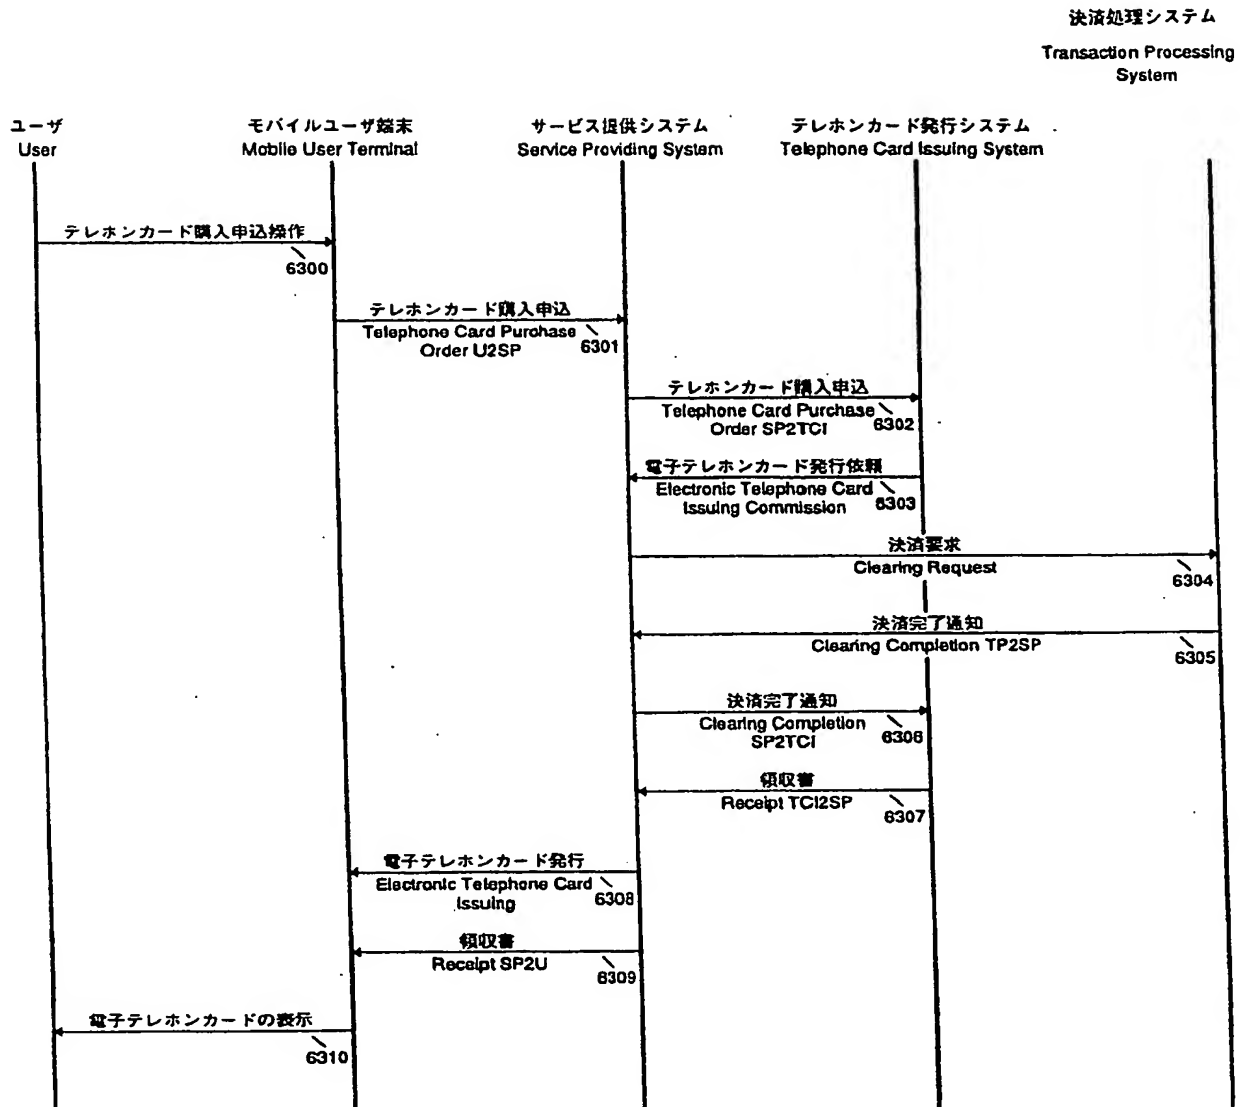 決済処理システム
Transaction Processing
System
ユーザ
User
モバイルユーザ端末
Mobile User Terminal
サービス提供システム
Service Providing System
テレホンカード発行システム
Telephone Card Issuing System
テレホンカード購入申込操作
6300
テレホンカード購入申込
Telephone Card Purchase
Order U2SP
6301
テレホンカード購入申込
Telephone Card Purchase
Order SP2TCI
6302
電子テレホンカード発行依頼
Electronic Telephone Card
Issuing Commission
6303
決済要求
Clearing Request
6304
決済完了通知
Clearing Completion TP2SP
6305
決済完了通知
Clearing Completion
SP2TCI
6306
領収書
Receipt TCI2SP
6307
電子テレホンカード発行
Electronic Telephone Card
Issuing
6308
領収書
Receipt SP2U
6309
電子テレホンカードの表示
6310